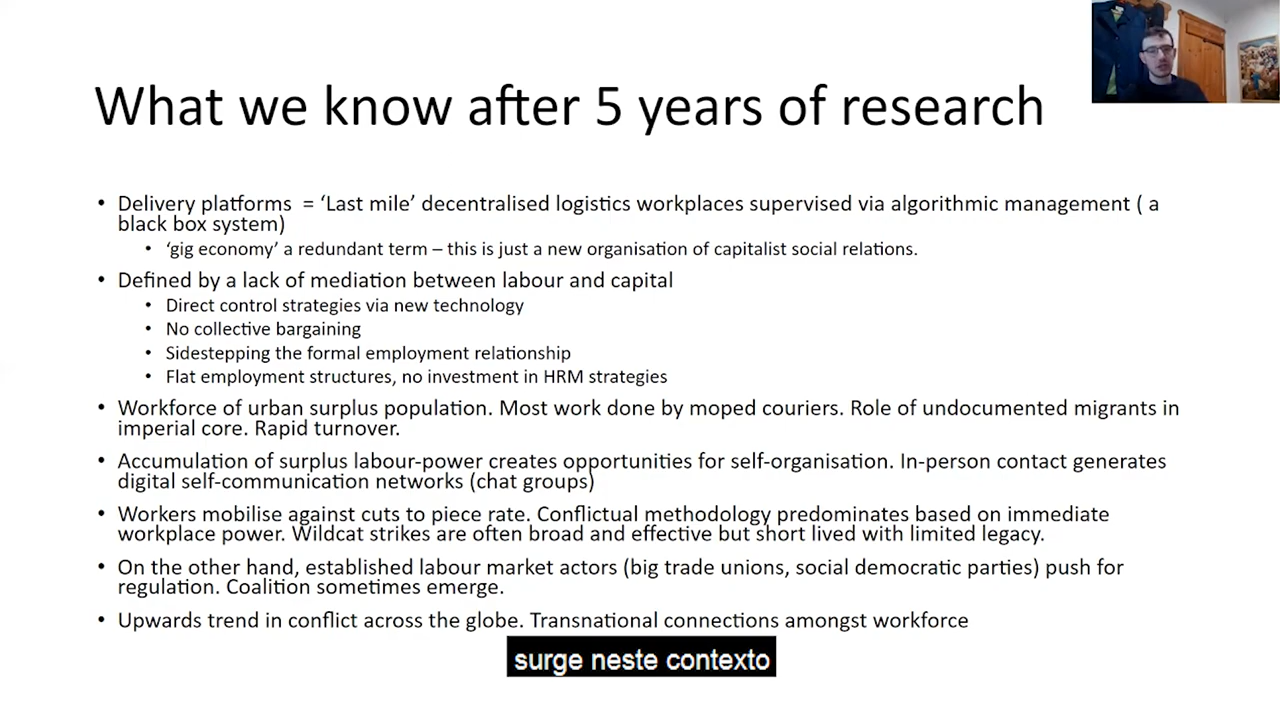 What we know after 5 years of research
• Delivery platforms = ‘Last mile’ decentralised logistics workplaces supervised via algorithmic management ( a
black box system)
• ‘gig economy’ a redundant term – this is just a new organisation of capitalist social relations.
• Defined by a lack of mediation between labour and capital
• Direct control strategies via new technology
• No collective bargaining
• Sidestepping the formal employment relationship
• Flat employment structures, no investment in HRM strategies
• Workforce of urban surplus population. Most work done by moped couriers. Role of undocumented migrants in
imperial core. Rapid turnover.
• Accumulation of surplus labour-power creates opportunities for self-organisation. In-person contact generates
digital self-communication networks (chat groups)
• Workers mobilise against cuts to piece rate. Conflictual methodology predominates based on immediate
workplace power. Wildcat strikes are often broad and effective but short lived with limited legacy.
• On the other hand, established labour market actors (big trade unions, social democratic parties) push for
regulation. Coalition sometimes emerge.
• Upwards trend in conflict across the globe. Transnational connections amongst workforce
surge neste contexto